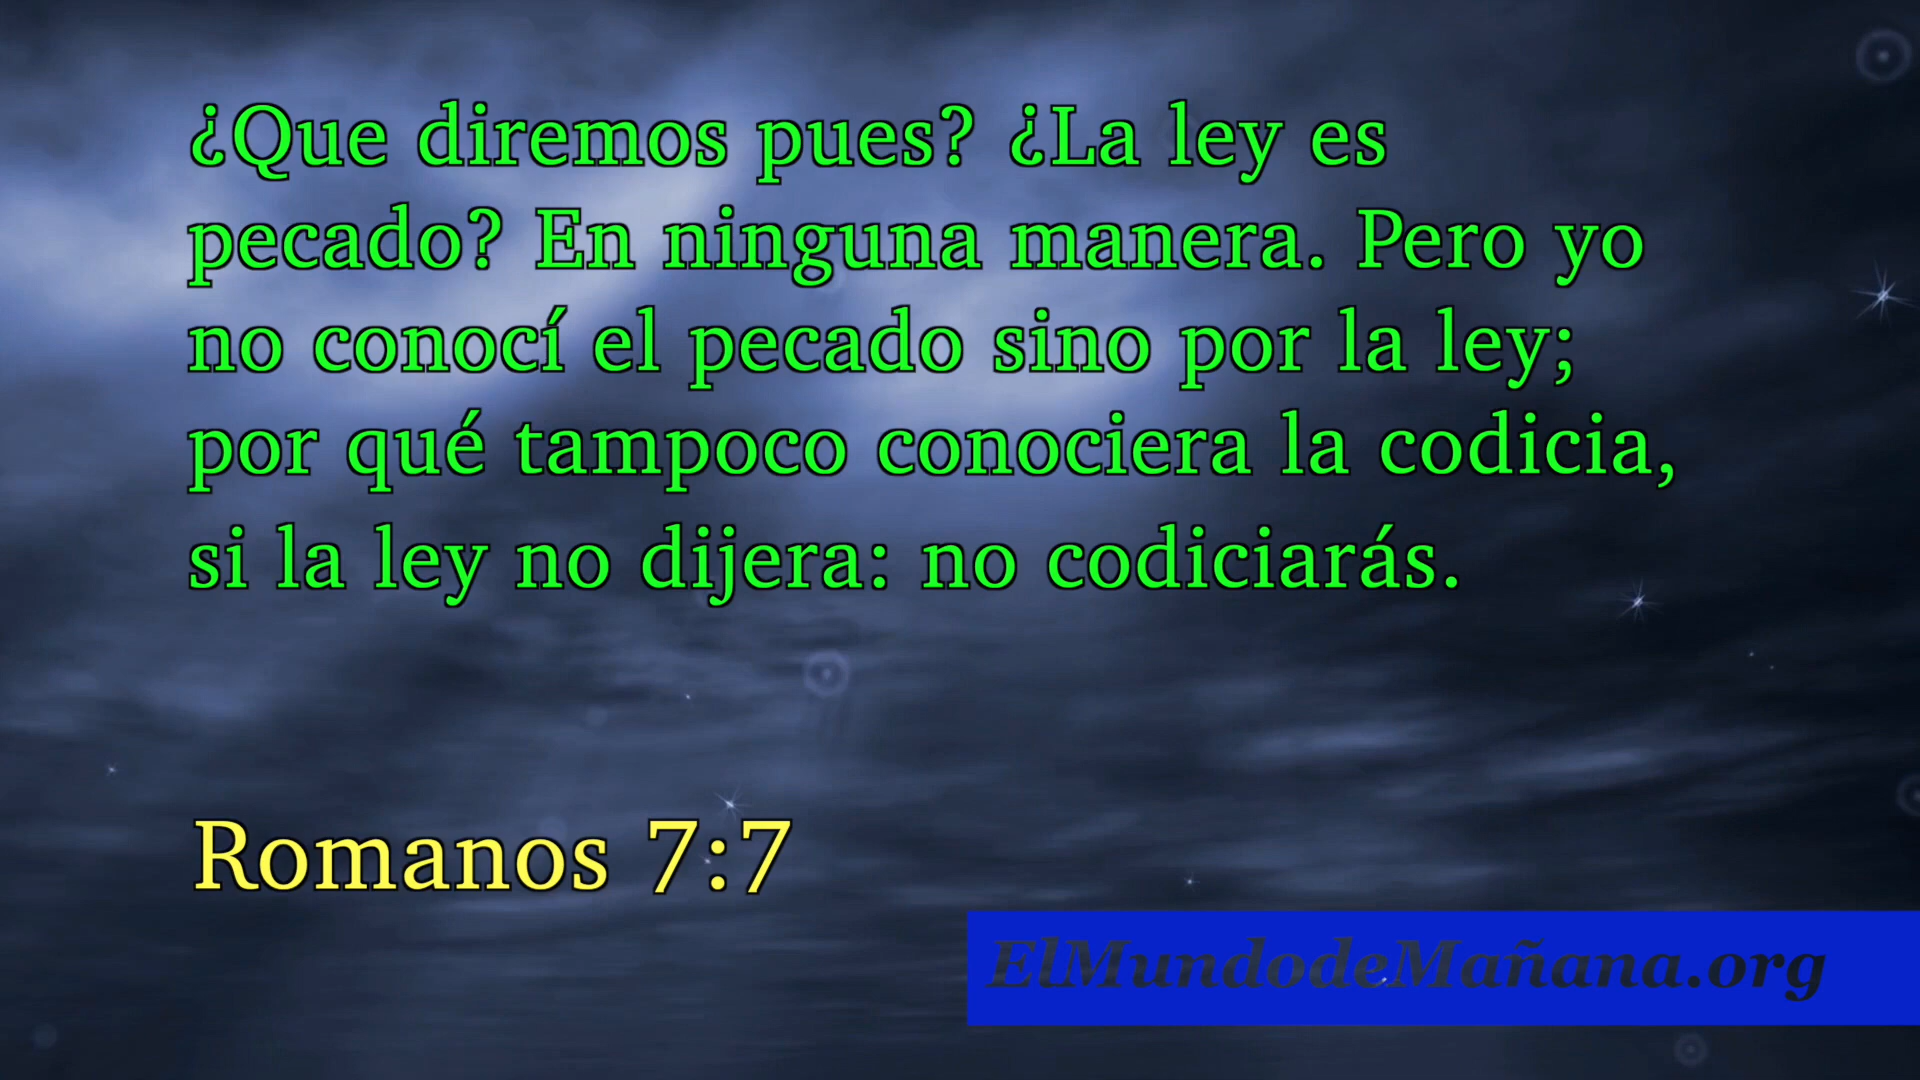 ¿Que diremos pues? ¿La ley es
pecado? En ninguna manera. Pero yo
no conocí el pecado sino por la ley;
por qué tampoco conociera la codicia,
si la ley no dijera: no codiciarás.
Romanos 7:7
ElMundodeMañana.org